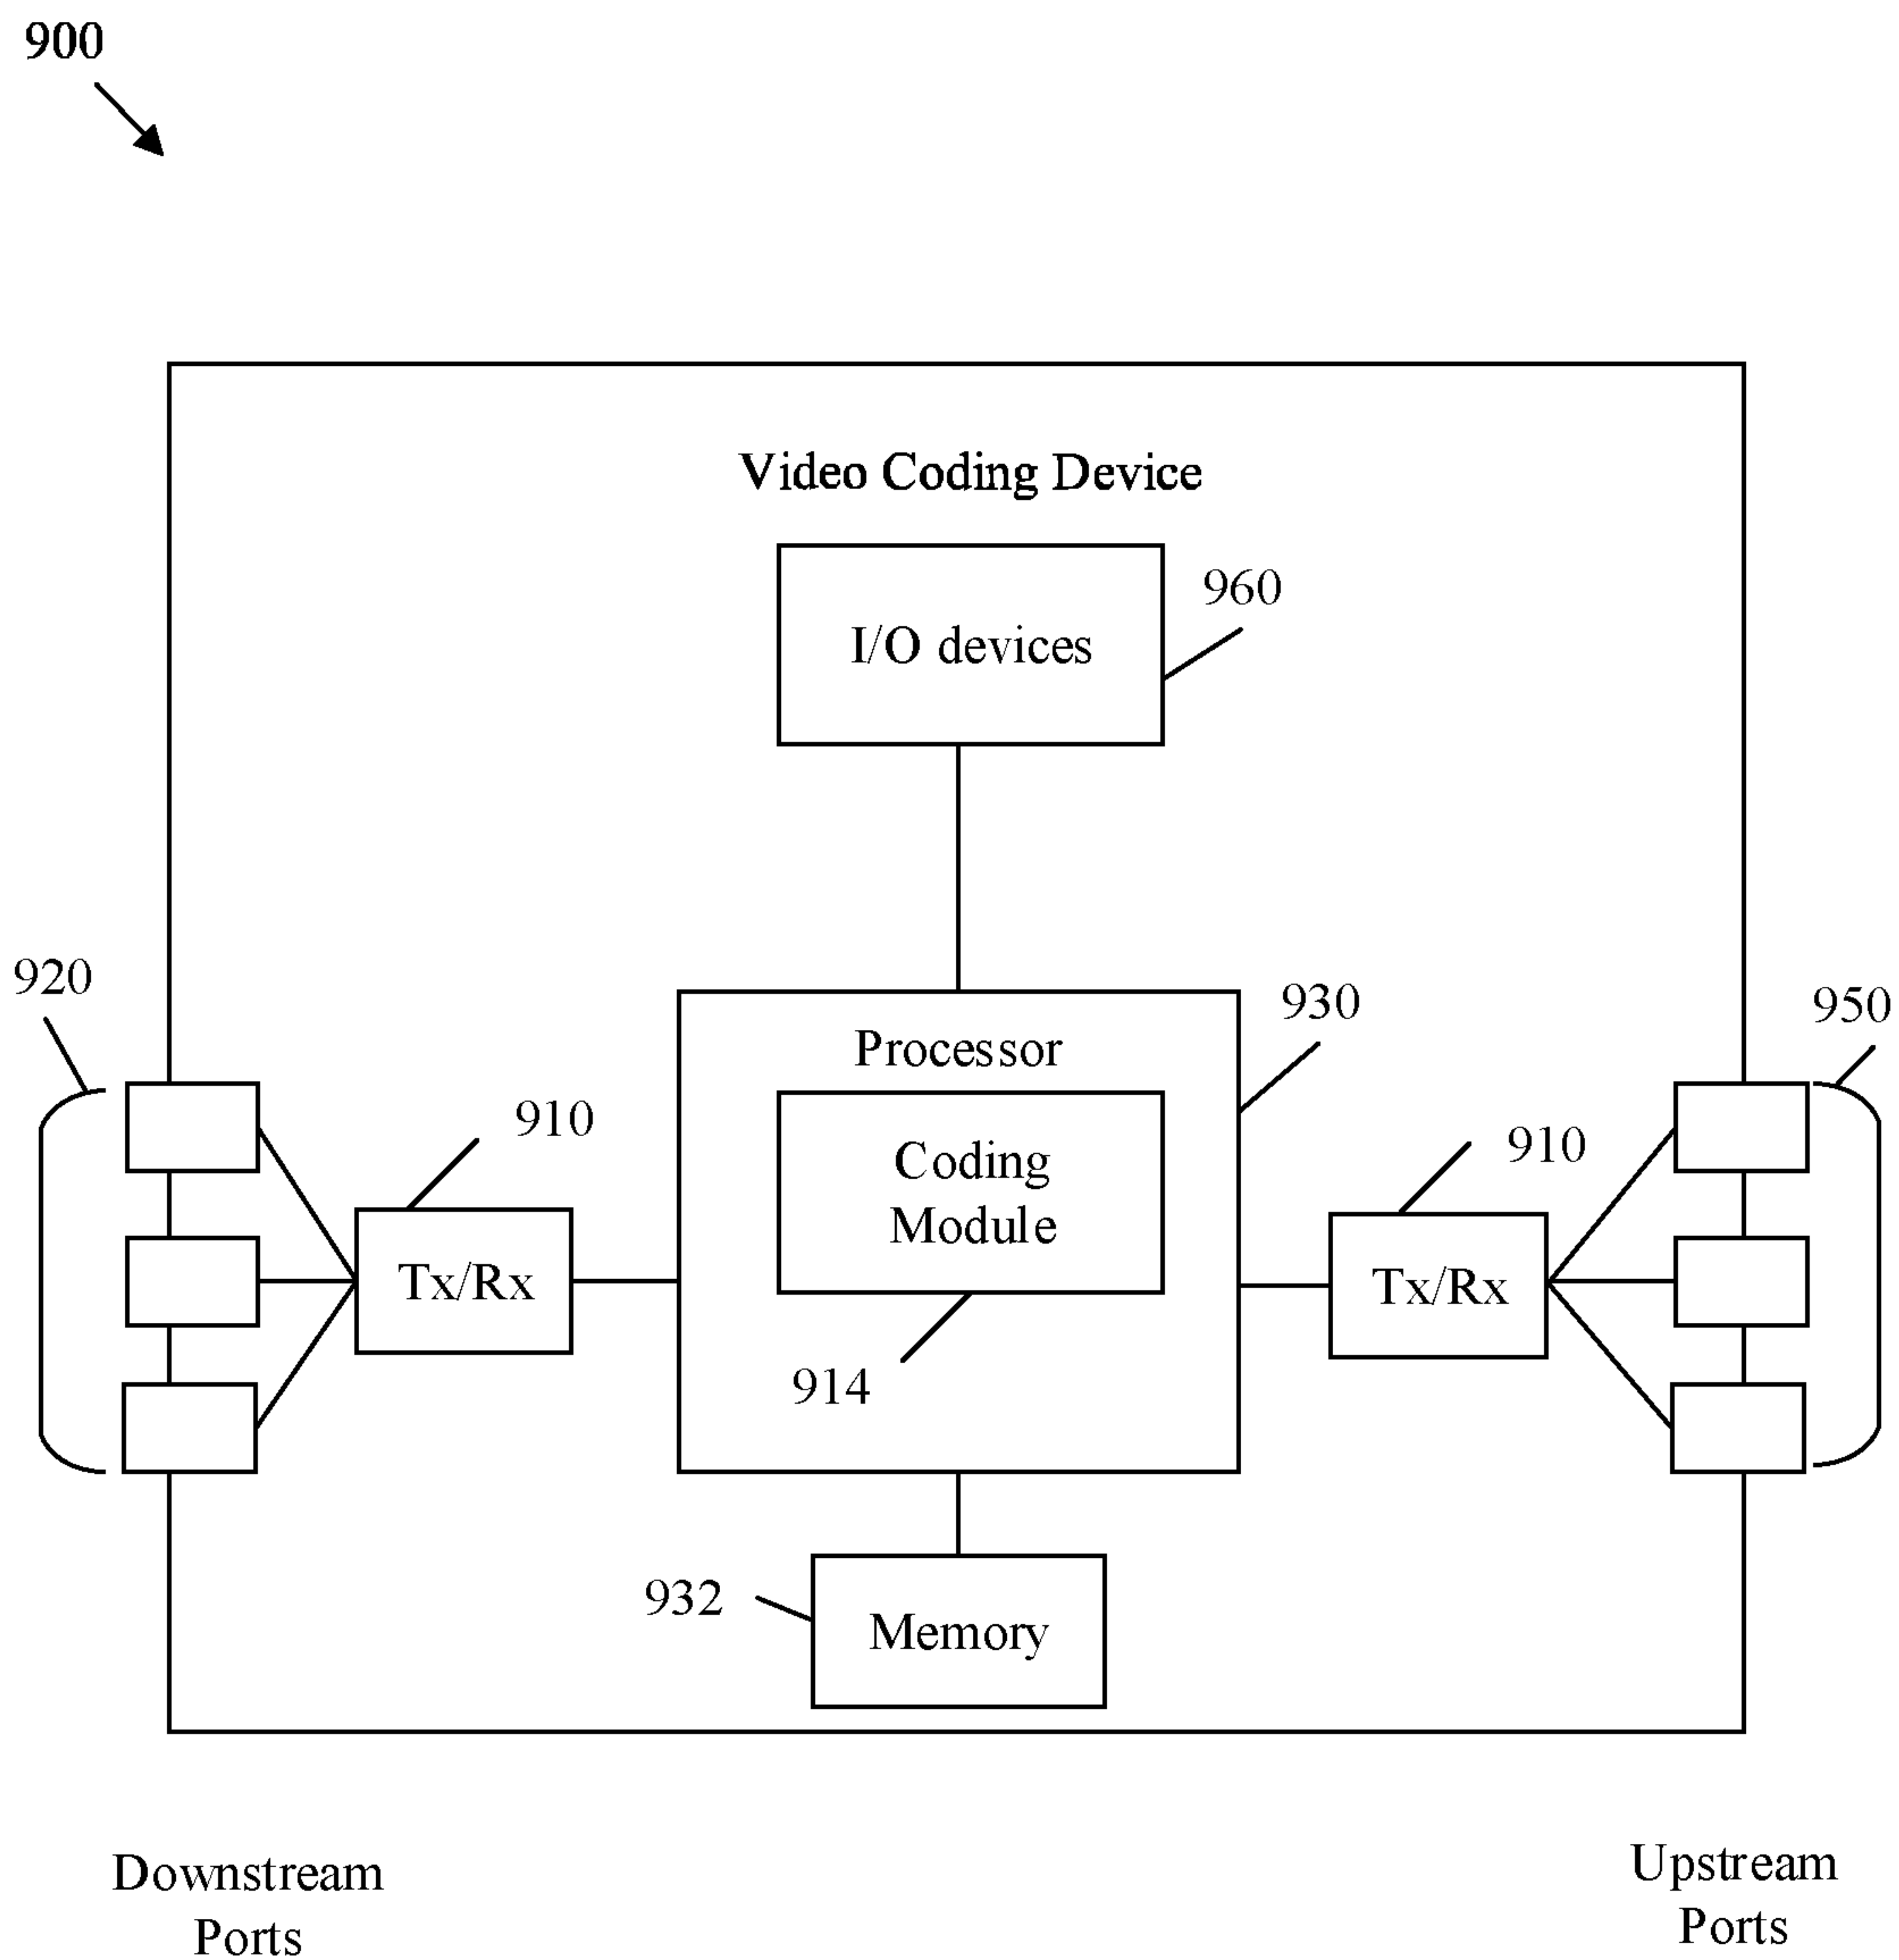 900
Video Coding Device
960
I/O devices
920
930
950
Processor
910
910
Coding
Module
Tx/Rx
Tx/Rx
914
932
Memory
Downstream
Ports
Upstream
Ports